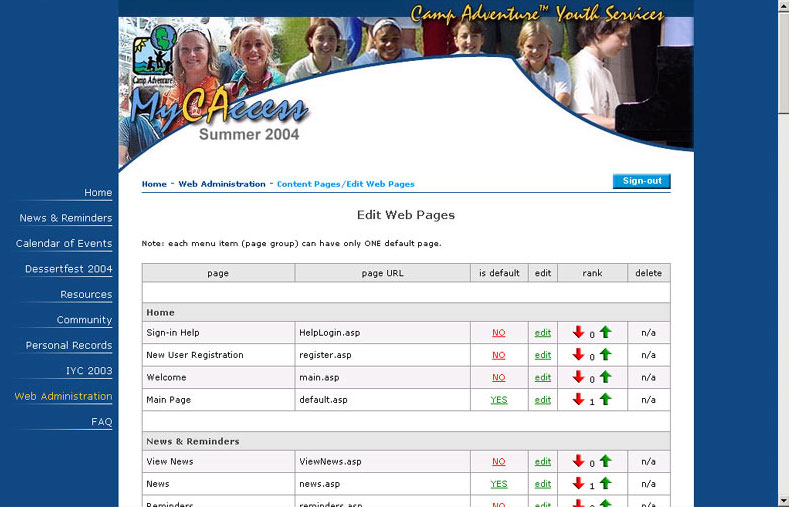 Camp Adventure™ Youth Services
Camp Adventure
MyCAccess
Summer 2004
Home - Web Administration - Content Pages/Edit Web Pages
Sign-out
Home
News & Reminders
Calendar of Events
Dessertfest 2004
Resources
Community
Personal Records
IYC 2003
Web Administration
FAQ
Edit Web Pages
Note: each menu item (page group) can have only ONE default page.
page page URL is default edit rank delete
Home
Sign-in Help HelpLogin.asp NO edit 0 n/a
New User Registration register.asp NO edit 0 n/a
Welcome main.asp NO edit 0 n/a
Main Page default.asp YES edit 1 n/a
News & Reminders
View News ViewNews.asp NO edit 0 n/a
News news.asp YES edit 1 n/a
Reminders reminders.asp NO edit 0 n/a